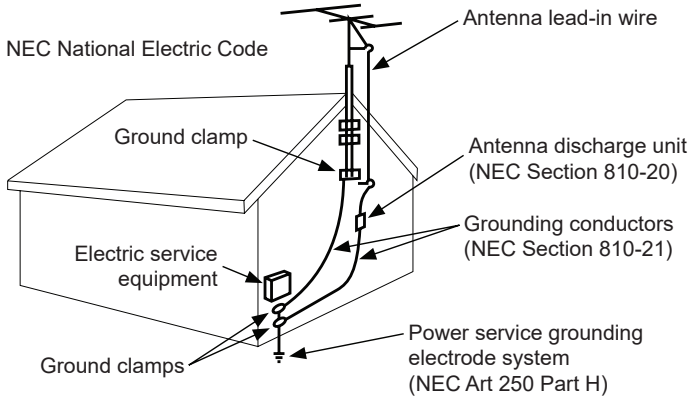 Antenna lead-in wire
NEC National Electric Code
Ground clamp
Antenna discharge unit
(NEC Section 810-20)
Grounding conductors
(NEC Section 810-21)
Electric service
equipment
Power service grounding
electrode system
(NEC Art 250 Part H)
Ground clamps